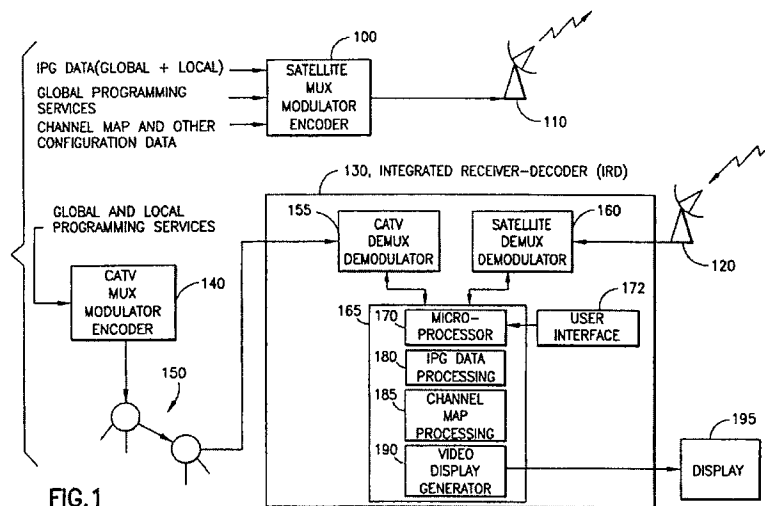 100
IPG DATA(GLOBAL + LOCAL)
GLOBAL PROGRAMMING
SERVICES
CHANNEL MAP AND OTHER
CONFIGURATION DATA
SATELLITE
MUX
MODULATOR
ENCODER
110
130, INTEGRATED RECEIVER-DECODER (IRD)
GLOBAL AND LOCAL
PROGRAMMING SERVICES
155
CATV
DEMUX
DEMODULATOR
SATELLITE
DEMUX
DEMODULATOR
160
120
CATV
MUX
MODULATOR
ENCODER
140
165
170
MICRO-
PROCESSOR
172
USER
INTERFACE
180
IPG DATA
PROCESSING
185
CHANNEL
MAP
PROCESSING
150
190
VIDEO
DISPLAY
GENERATOR
195
DISPLAY
FIG.1